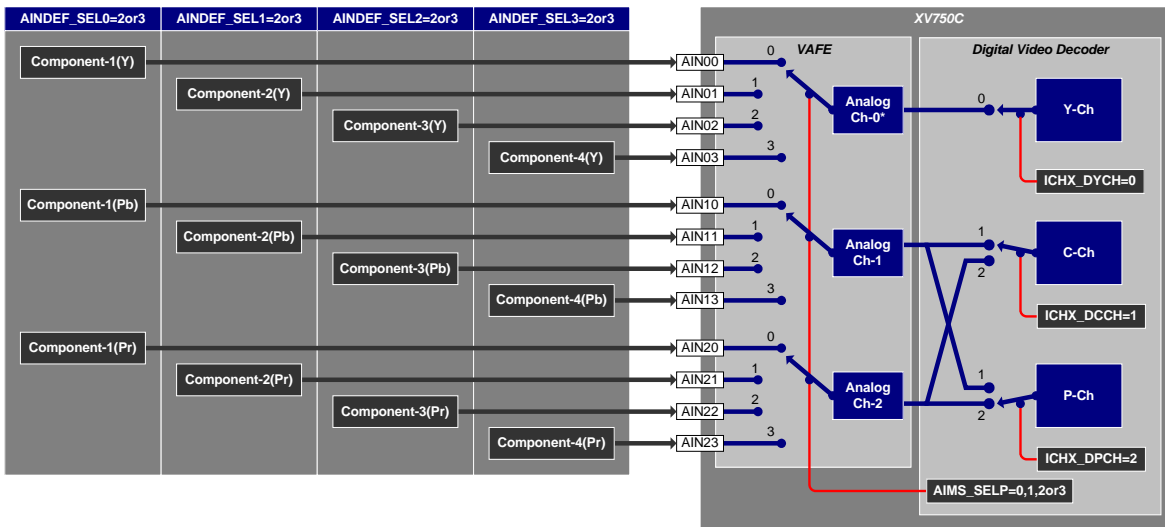 AINDEF_SEL0=2or3 AINDEF_SEL1=2or3 AINDEF_SEL2=2or3 AINDEF_SEL3=2or3
XV750C
VAFE
Digital Video Decoder
Component-1(Y)
AIN00
0
Component-2(Y)
AIN01
1
Component-3(Y)
AIN02
2
Component-4(Y)
AIN03
3
Analog
Ch-0*
0
Y-Ch
ICHX_DYCH=0
Component-1(Pb)
AIN10
0
Component-2(Pb)
AIN11
1
Component-3(Pb)
AIN12
2
Component-4(Pb)
AIN13
3
Analog
Ch-1
1
2
C-Ch
ICHX_DCCH=1
Component-1(Pr)
AIN20
0
Component-2(Pr)
AIN21
1
Component-3(Pr)
AIN22
2
Component-4(Pr)
AIN23
3
Analog
Ch-2
1
2
P-Ch
ICHX_DPCH=2
AIMS_SELP=0,1,2or3